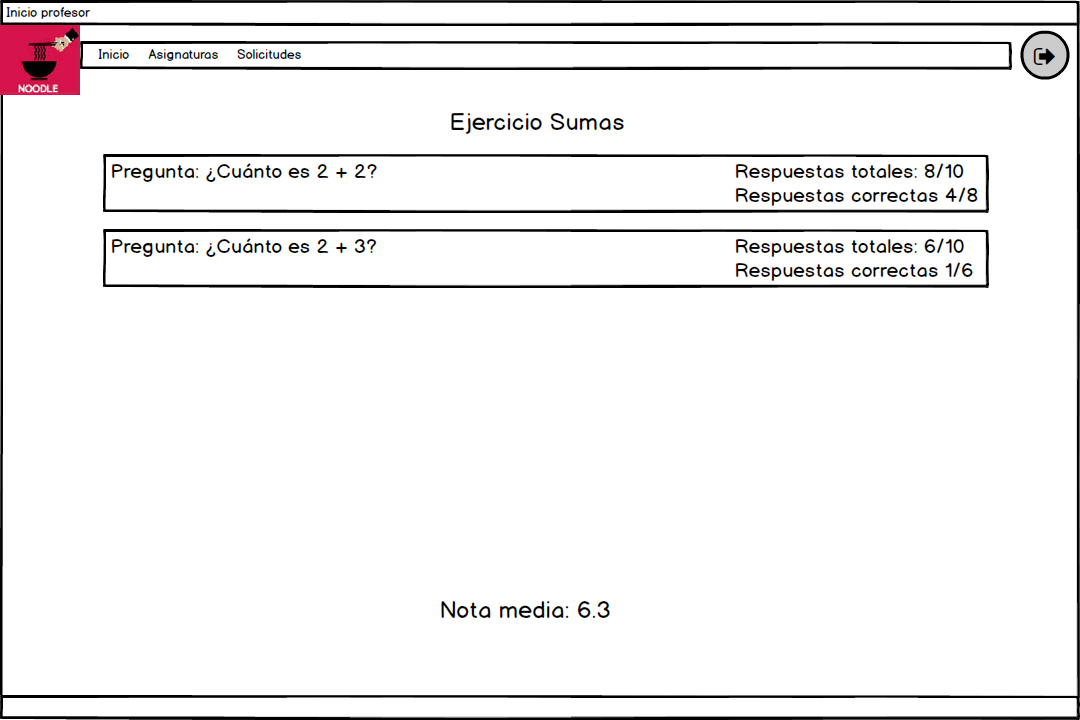 Inicio profesor
NOODLE
Inicio Asignaturas Solicitudes
Ejercicio Sumas
Pregunta: ¿Cuánto es 2 + 2?
Respuestas totales: 8/10
Respuestas correctas 4/8
Pregunta: ¿Cuánto es 2 + 3?
Respuestas totales: 6/10
Respuestas correctas 1/6
Nota media: 6.3